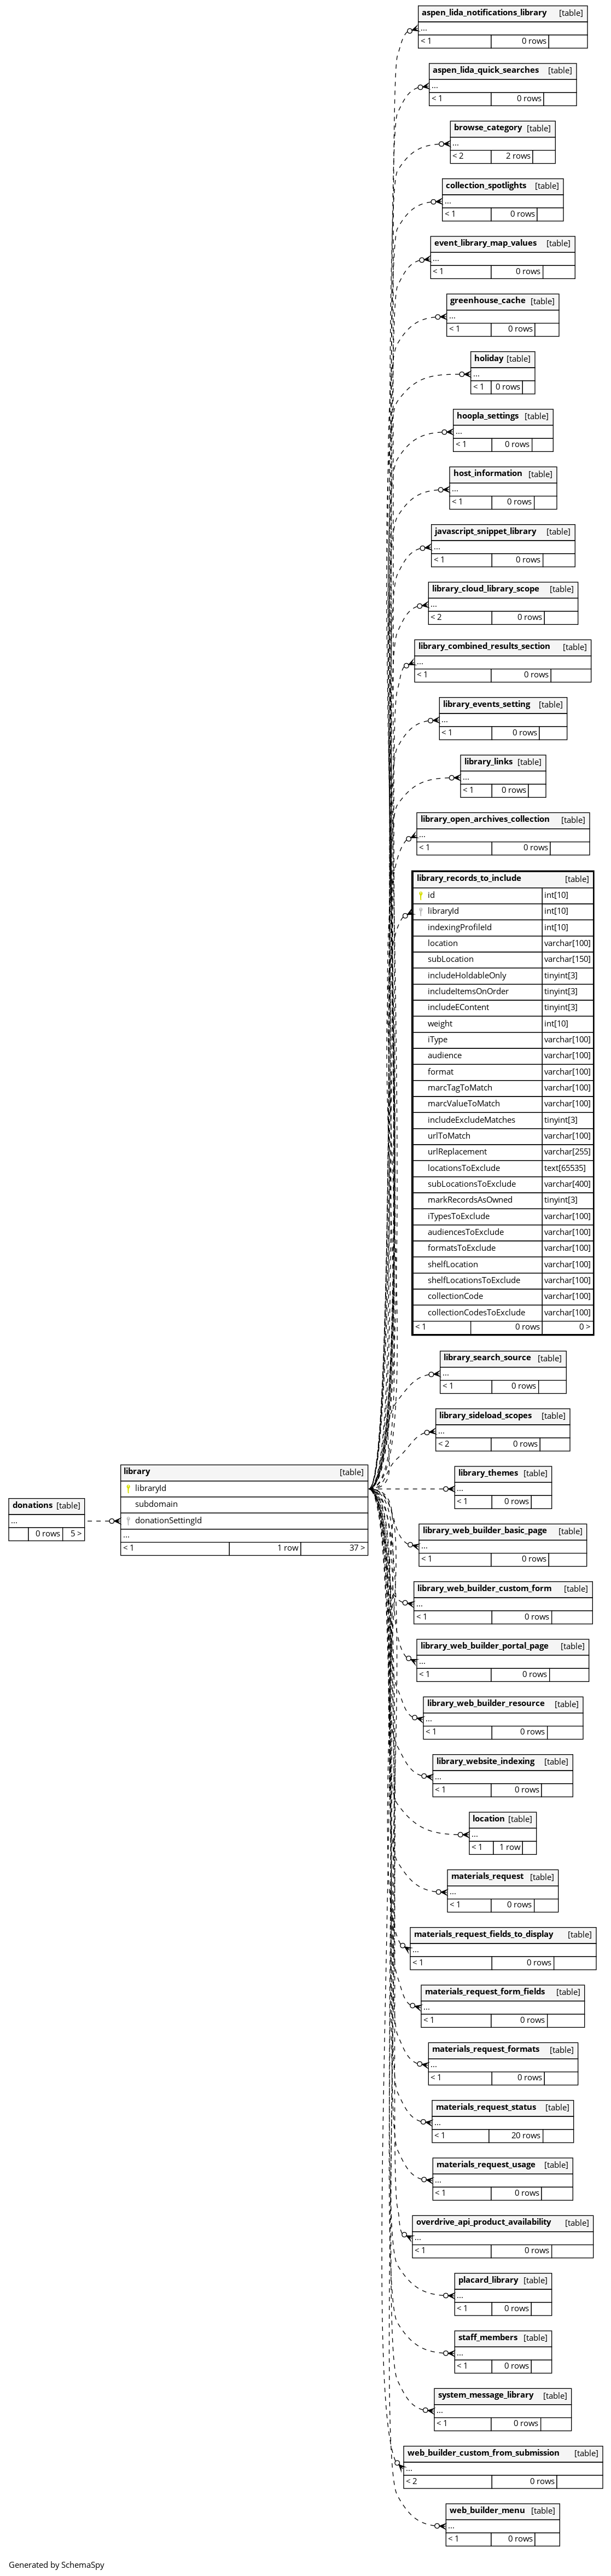 aspen_lida_notifications_library [table]
...
< 1 0 rows
aspen_lida_quick_searches [table]
...
< 1 0 rows
browse_category [table]
...
< 2 2 rows
collection_spotlights [table]
...
< 1 0 rows
event_library_map_values [table]
...
< 1 0 rows
greenhouse_cache [table]
...
< 1 0 rows
holiday [table]
...
< 1 0 rows
hoopla_settings [table]
...
< 1 0 rows
host_information [table]
...
< 1 0 rows
javascript_snippet_library [table]
...
< 1 0 rows
library_cloud_library_scope [table]
...
< 2 0 rows
library_combined_results_section [table]
...
< 1 0 rows
library_events_setting [table]
...
< 1 0 rows
library_links [table]
...
< 1 0 rows
library_open_archives_collection [table]
...
< 1 0 rows
library_records_to_include [table]
id int[10]
libraryId int[10]
indexingProfileId int[10]
location varchar[100]
subLocation varchar[150]
includeHoldableOnly tinyint[3]
includeItemsOnOrder tinyint[3]
includeEContent tinyint[3]
weight int[10]
iType varchar[100]
audience varchar[100]
format varchar[100]
marcTagToMatch varchar[100]
marcValueToMatch varchar[100]
includeExcludeMatches tinyint[3]
urlToMatch varchar[100]
urlReplacement varchar[255]
locationsToExclude text[65535]
subLocationsToExclude varchar[400]
markRecordsAsOwned tinyint[3]
iTypesToExclude varchar[100]
audiencesToExclude varchar[100]
formatsToExclude varchar[100]
shelfLocation varchar[100]
shelfLocationsToExclude varchar[100]
collectionCode varchar[100]
collectionCodesToExclude varchar[100]
< 1 0 rows 0 >
library_search_source [table]
...
< 1 0 rows
library_sideload_scopes [table]
...
< 2 0 rows
library_themes [table]
...
< 1 0 rows
library [table]
libraryId
subdomain
donationSettingId
...
< 1 1 row 37 >
donations [table]
...
0 rows 5 >
library_web_builder_basic_page [table]
...
< 1 0 rows
library_web_builder_custom_form [table]
...
< 1 0 rows
library_web_builder_portal_page [table]
...
< 1 0 rows
library_web_builder_resource [table]
...
< 1 0 rows
library_website_indexing [table]
...
< 1 0 rows
location [table]
...
< 1 1 row
materials_request [table]
...
< 1 0 rows
materials_request_fields_to_display [table]
...
< 1 0 rows
materials_request_form_fields [table]
...
< 1 0 rows
materials_request_formats [table]
...
< 1 0 rows
materials_request_status [table]
...
< 1 20 rows
materials_request_usage [table]
...
< 1 0 rows
overdrive_api_product_availability [table]
...
< 1 0 rows
placard_library [table]
...
< 1 0 rows
staff_members [table]
...
< 1 0 rows
system_message_library [table]
...
< 1 0 rows
web_builder_custom_from_submission [table]
...
< 2 0 rows
web_builder_menu [table]
...
< 1 0 rows
Generated by SchemaSpy